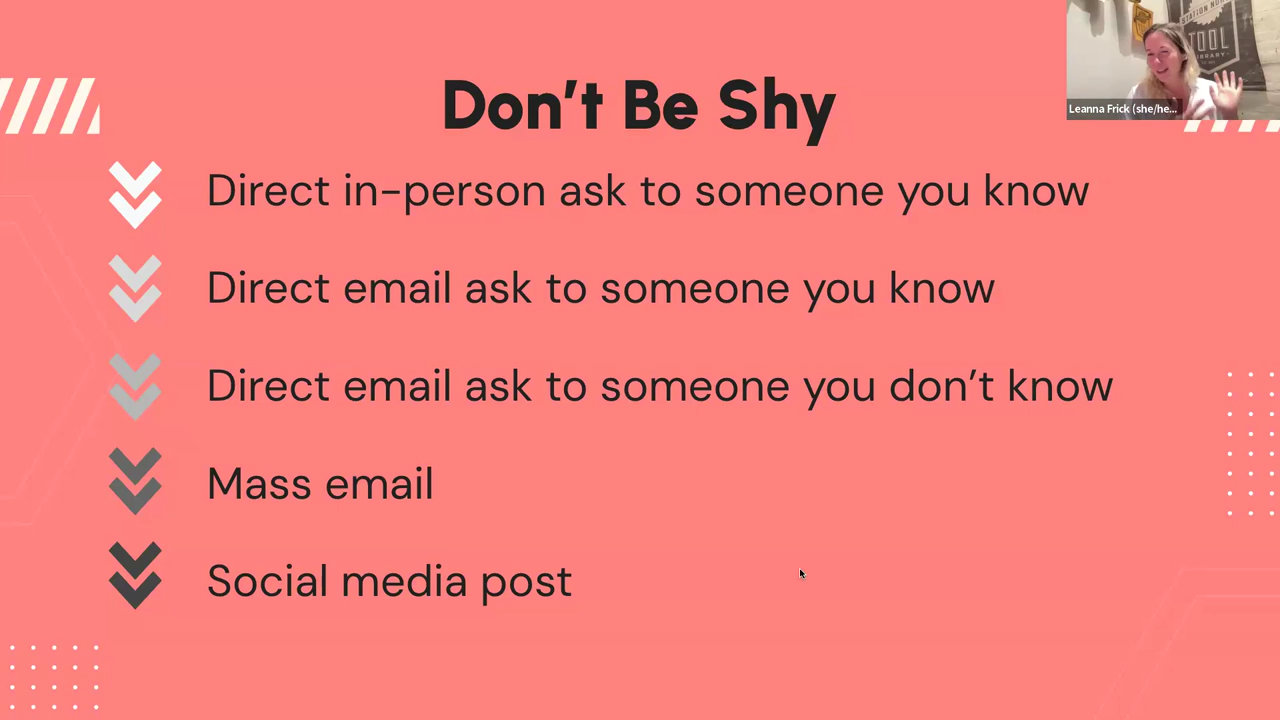 Don't Be Shy
Direct in-person ask to someone you know
Direct email ask to someone you know
Direct email ask to someone you don't know
Mass email
Social media post
TOOL
Leanna Frick (she/he...